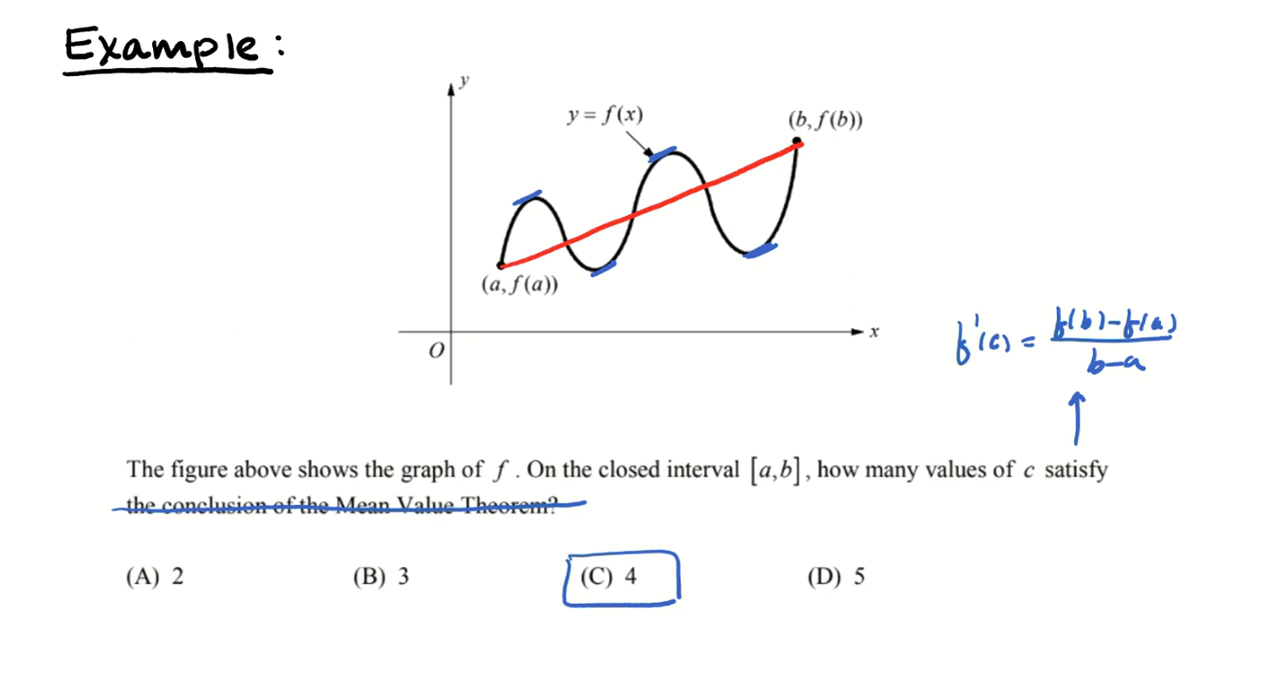 Example:
y
y = f(x)
(b, f(b))
(a, f(a))
x
O
f'(c) = f(b)-f(a)
b-a
The figure above shows the graph of f . On the closed interval [a,b] , how many values of c satisfy
the conclusion of the Mean Value Theorem?
(A) 2 (B) 3 (C) 4 (D) 5